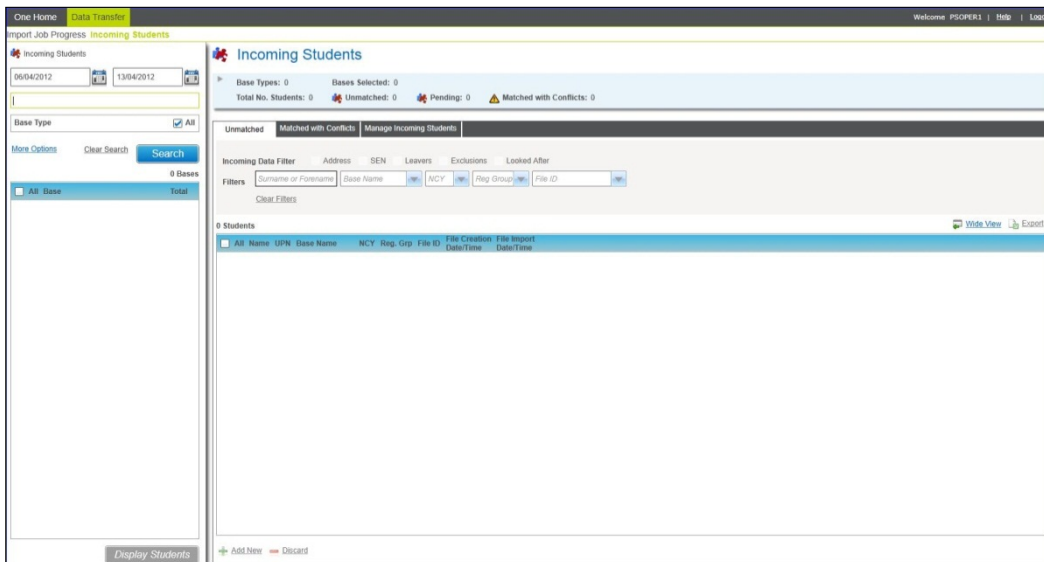 One Home Data Transfer Welcome PSOPER1 | Help |
Import Job Progress Incoming Students
Incoming Students
06/04/2012 13/04/2012
Base Type All
More Options Clear Search Search
0 Bases
All Base Total
Display Students
Incoming Students
Base Types: 0 Bases Selected: 0
Total No. Students: 0 Unmatched: 0 Pending: 0 Matched with Conflicts: 0
Unmatched Matched with Conflicts Manage Incoming Students
Incoming Data Filter Address SEN Leavers Exclusions Looked After
Filters Surname or Forename Base Name NCY Reg Group File ID
Clear Filters
0 Students Wide View Export
All Name UPN Base Name NCY Reg. Grp File ID File Creation Date/Time File Import Date/Time
Add New Discard